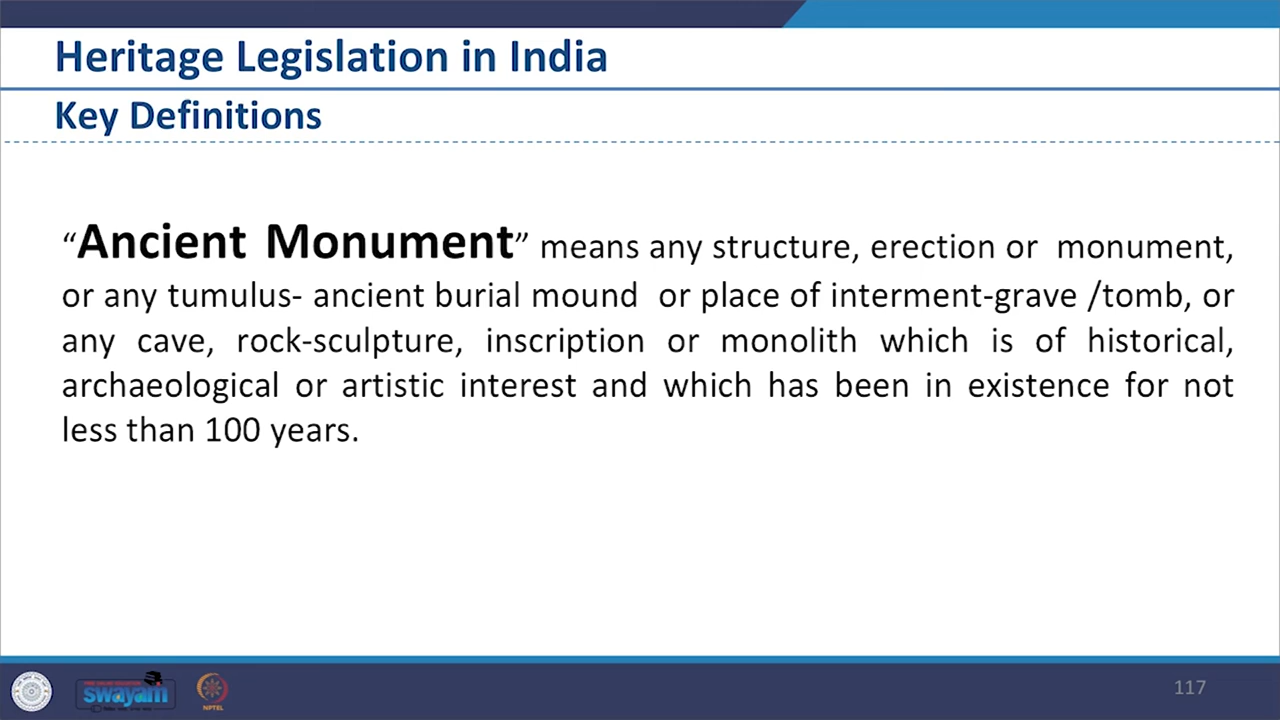 Heritage Legislation in India
Key Definitions
“Ancient Monument” means any structure, erection or monument,
or any tumulus- ancient burial mound or place of interment-grave /tomb, or
any cave, rock-sculpture, inscription or monolith which is of historical,
archaeological or artistic interest and which has been in existence for not
less than 100 years.
swayam
NPTEL
117